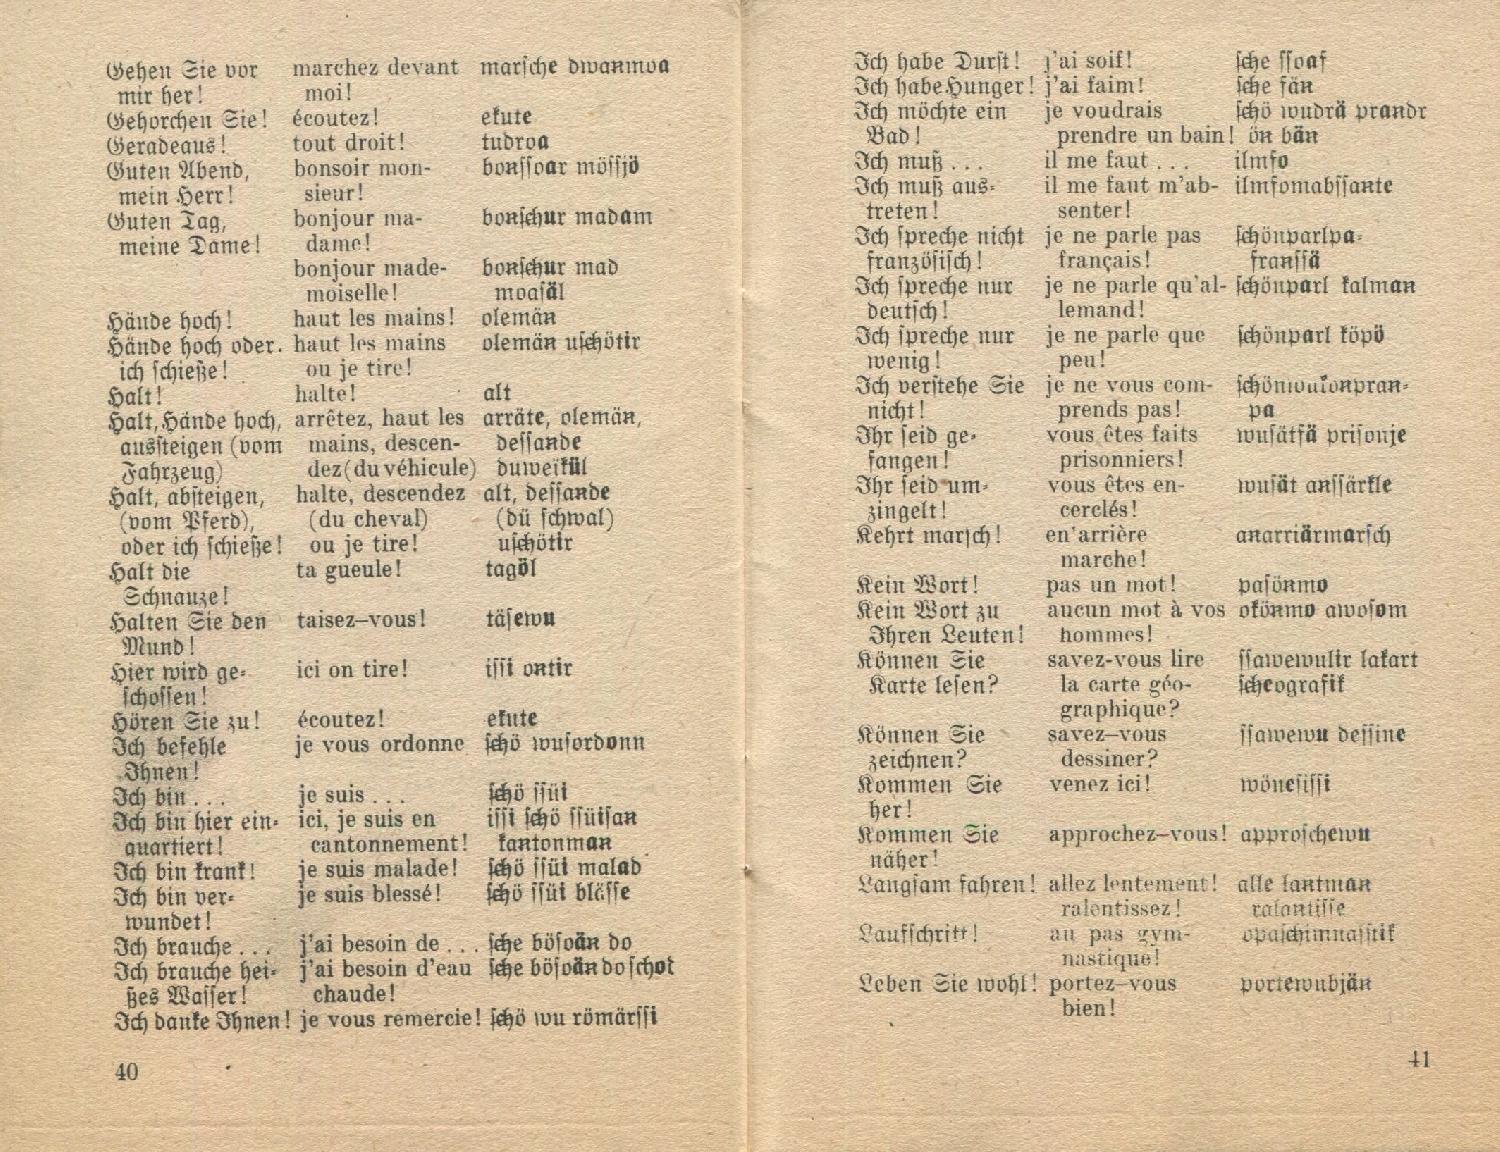 Gehen Sie vor marchez devant marsche dwanmoa
mir her! moi!
Gehorchen Sie! écoutez! ekute
Geradeaus! tout droit! tudroa
Guten Abend, bonsoir mon- bonssoar mössjö
mein Herr! sieur!
Guten Tag, bonjour ma- bonschur madam
meine Dame! dame!
bonjour made- bonschur mad
moiselle! moasäl
Hände hoch! haut les mains! olemän
Hände hoch oder haut les mains olemän uschötir
ich schieße! ou je tire!
Halt! halte! alt
Halt, Hände hoch, arrêtez, haut les arräte, olemän,
aussteigen (vom mains, descen- dessande
Fahrzeug) dez (du véhicule) duweikül
Halt, absteigen, halte, descendez alt, dessande
(vom Pferd), (du cheval) (dü schwal)
oder ich schieße! ou je tire! uschötir
Halt die ta gueule! tagöl
Schnauze!
Halten Sie den taisez-vous! täsewu
Mund!
Hier wird ge- ici on tire! issi ontir
schossen!
Hören Sie zu! écoutez! ekute
Ich befehle je vous ordonne schö wusordonn
Ihnen!
Ich bin ... je suis ... schö ssüi
Ich bin hier ein- ici, je suis en issi schö ssüisan
quartiert! cantonnement! kantonman
Ich bin krank! je suis malade! schö ssüi malad
Ich bin ver- je suis blessé! schö ssüi blässe
wundet!
Ich brauche ... j'ai besoin de ... sche bösoän do
Ich brauche hei- j'ai besoin d'eau sche bösoän do schot
ßes Wasser! chaude!
Ich danke Ihnen! je vous remercie! schö wu römärssi
40
Ich habe Durst! j'ai soif! sche ssoaf
Ich habe Hunger! j'ai faim! sche fän
Ich möchte ein je voudrais schö wudrä prandr
Bad! prendre un bain! ön bän
Ich muß ... il me faut ... ilmfo
Ich muß aus- il me faut m'ab- ilmfomabssante
treten! senter!
Ich spreche nicht je ne parle pas schönparlpa-
französisch! français! franssä
Ich spreche nur je ne parle qu'al- schönparl kalman
deutsch! lemand!
Ich spreche nur je ne parle que schönparl köpö
wenig! peu!
Ich verstehe Sie je ne vous com- schönwukonpran-
nicht! prends pas! pa
Ihr seid ge- vous êtes faits wusätfä prisonje
fangen! prisonniers!
Ihr seid um- vous êtes en- wusät anssärkle
zingelt! cerclés!
Kehrt marsch! en'arrière anarriärmarsch
marche!
Kein Wort! pas un mot! pasönmo
Kein Wort zu aucun mot à vos okönmo awosom
Ihren Leuten! hommes!
Können Sie savez-vous lire ssawewulir lakart
Karte lesen? la carte géo- scheografik
graphique?
Können Sie savez-vous ssawewu dessine
zeichnen? dessiner?
Kommen Sie venez ici! wönesissi
her!
Kommen Sie approchez-vous! approschewu
näher!
Langsam fahren! allez lentement! alle lantman
ralentissez! ralantisse
Laufschritt! au pas gym- opaschimnasstik
nastique!
Leben Sie wohl! portez-vous portewubjän
bien!
41